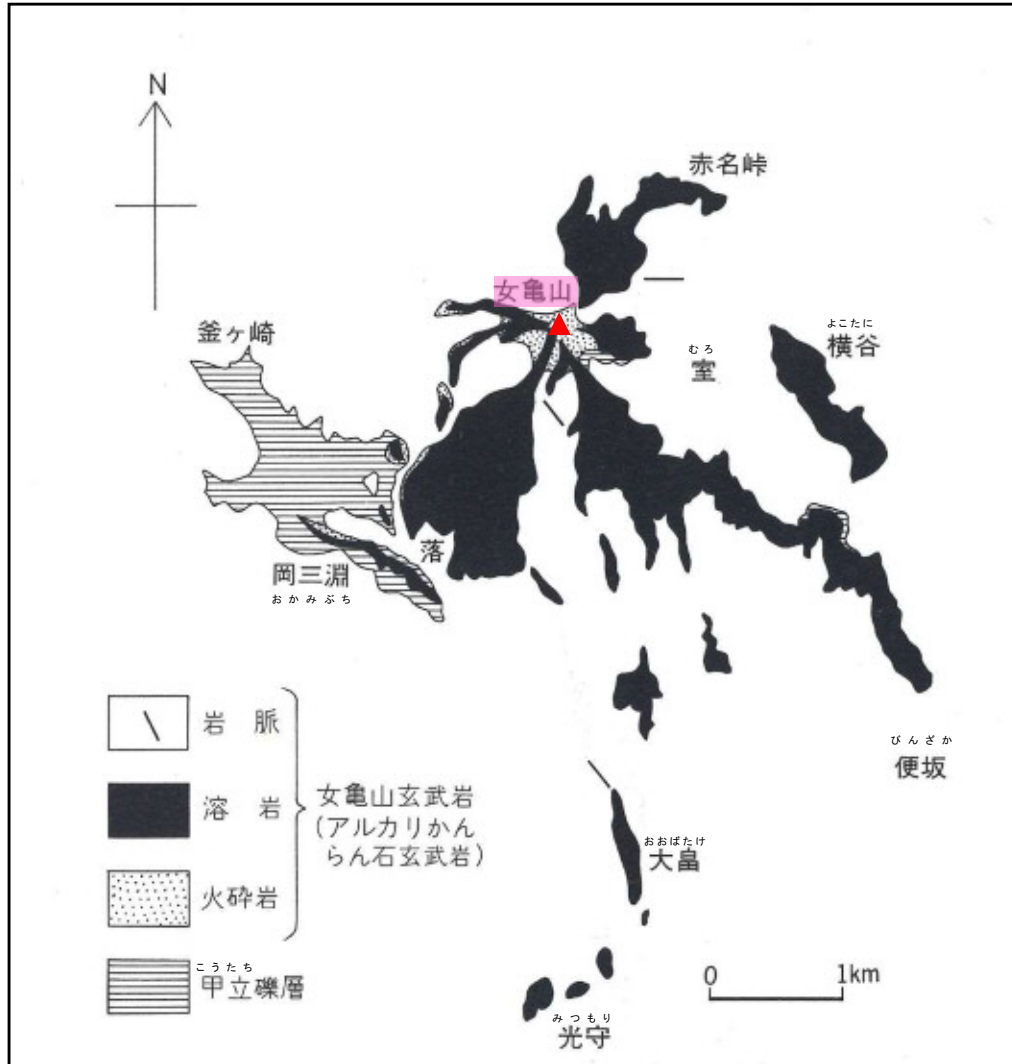 N
赤名峠
女亀山
釜ヶ崎
よこたに
横谷
むろ
室
落
岡三淵
おかみぶち
岩 脈
溶 岩
火砕岩
女亀山玄武岩
(アルカリかん
らん石玄武岩)
こうたち
甲立礫層
びんざか
便坂
おおばたけ
大畠
0 1km
みつもり
光守